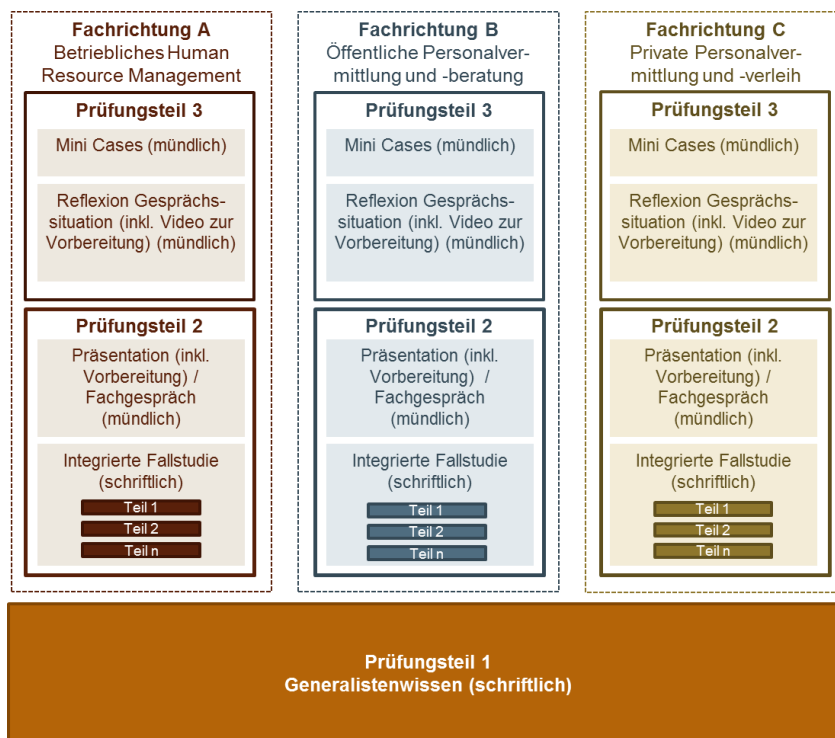 Fachrichtung A
Betriebliches Human
Resource Management
Prüfungsteil 3
Mini Cases (mündlich)
Reflexion Gesprächs-
situation (inkl. Video zur
Vorbereitung) (mündlich)
Prüfungsteil 2
Präsentation (inkl.
Vorbereitung) /
Fachgespräch
(mündlich)
Integrierte Fallstudie
(schriftlich)
Teil 1
Teil 2
Teil n
Fachrichtung B
Öffentliche Personalver-
mittlung und -beratung
Prüfungsteil 3
Mini Cases (mündlich)
Reflexion Gesprächs-
situation (inkl. Video zur
Vorbereitung) (mündlich)
Prüfungsteil 2
Präsentation (inkl.
Vorbereitung) /
Fachgespräch
(mündlich)
Integrierte Fallstudie
(schriftlich)
Teil 1
Teil 2
Teil n
Fachrichtung C
Private Personalver-
mittlung und -verleih
Prüfungsteil 3
Mini Cases (mündlich)
Reflexion Gesprächs-
situation (inkl. Video zur
Vorbereitung) (mündlich)
Prüfungsteil 2
Präsentation (inkl.
Vorbereitung) /
Fachgespräch
(mündlich)
Integrierte Fallstudie
(schriftlich)
Teil 1
Teil 2
Teil n
Prüfungsteil 1
Generalistenwissen (schriftlich)